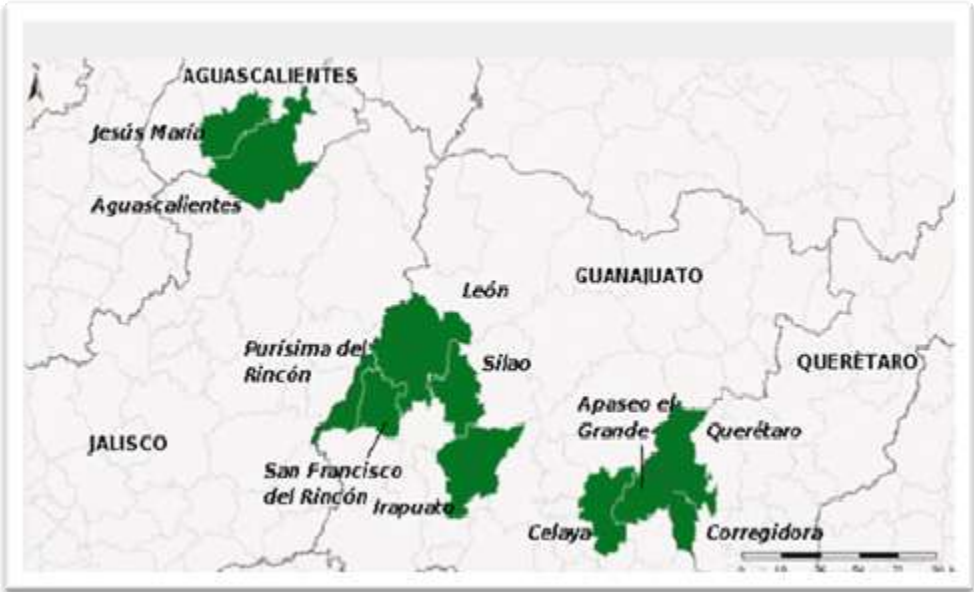 AGUASCALIENTES
Jesús María
Aguascalientes
GUANAJUATO
León
Purísima del
Rincón
Silao
QUERÈTARO
Apaseo el
Grande
Querétaro
JALISCO
San Francisco
del Rincón
Irapuato
Celaya
Corregidora